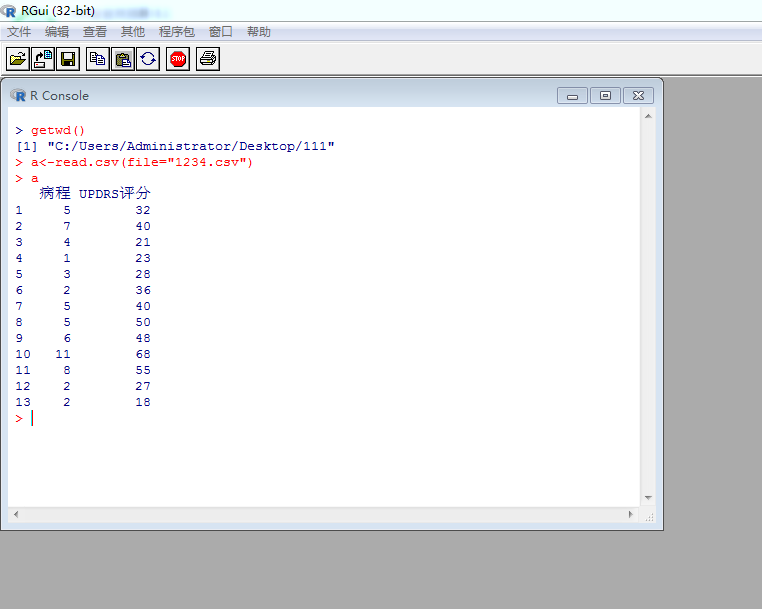 RGui (32-bit)
文件 编辑 查看 其他 程序包 窗口 帮助
STOP
R Console
> getwd()
[1] "C:/Users/Administrator/Desktop/111"
> a<-read.csv(file="1234.csv")
> a
病程 UPDRS评分
1 5 32
2 7 40
3 4 21
4 1 23
5 3 28
6 2 36
7 5 40
8 5 50
9 6 48
10 11 68
11 8 55
12 2 27
13 2 18
>